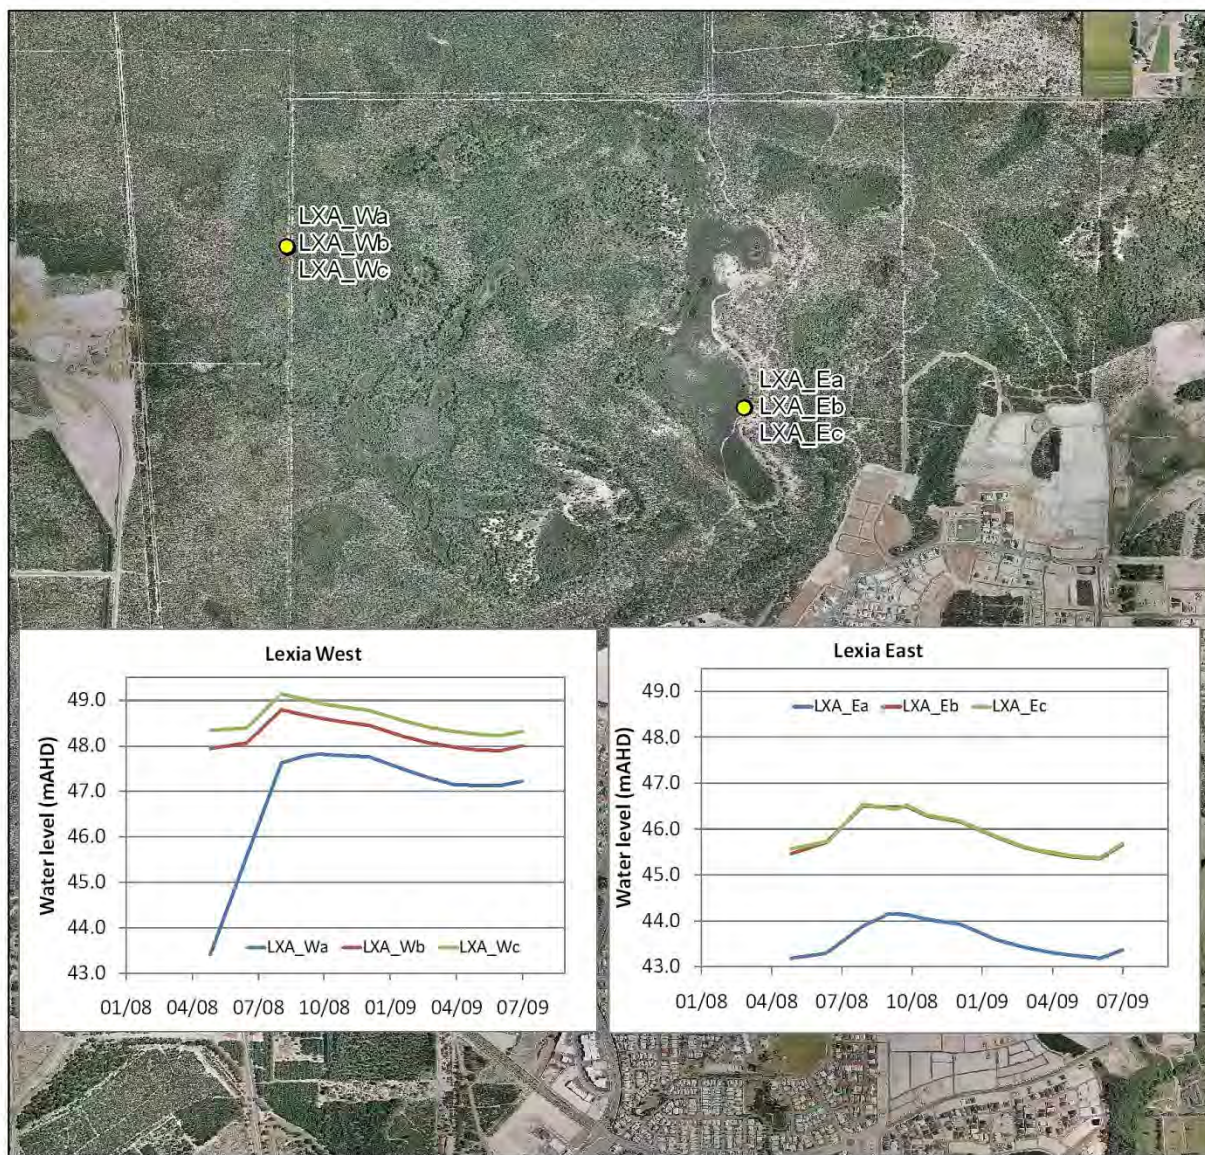 LXA_Wa
LXA_Wb
LXA_Wc
LXA_Ea
LXA_Eb
LXA_Ec
Lexia West
Water level (mAHD)
49.0
48.0
47.0
46.0
45.0
44.0
43.0
LXA_Wa LXA_Wb LXA_Wc
01/08 04/08 07/08 10/08 01/09 04/09 07/09
Lexia East
Water level (mAHD)
LXA_Ea LXA_Eb LXA_Ec
49.0
48.0
47.0
46.0
45.0
44.0
43.0
01/08 04/08 07/08 10/08 01/09 04/09 07/09